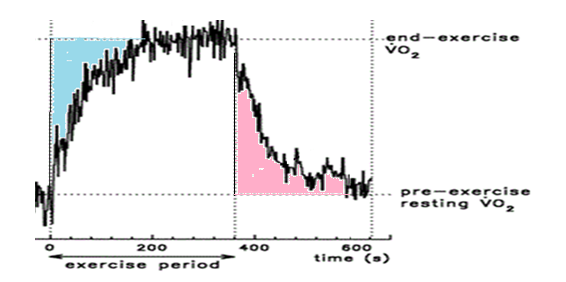 end-exercise
V̇O₂
pre-exercise
resting V̇O₂
0 200 400 600
exercise period
time (s)